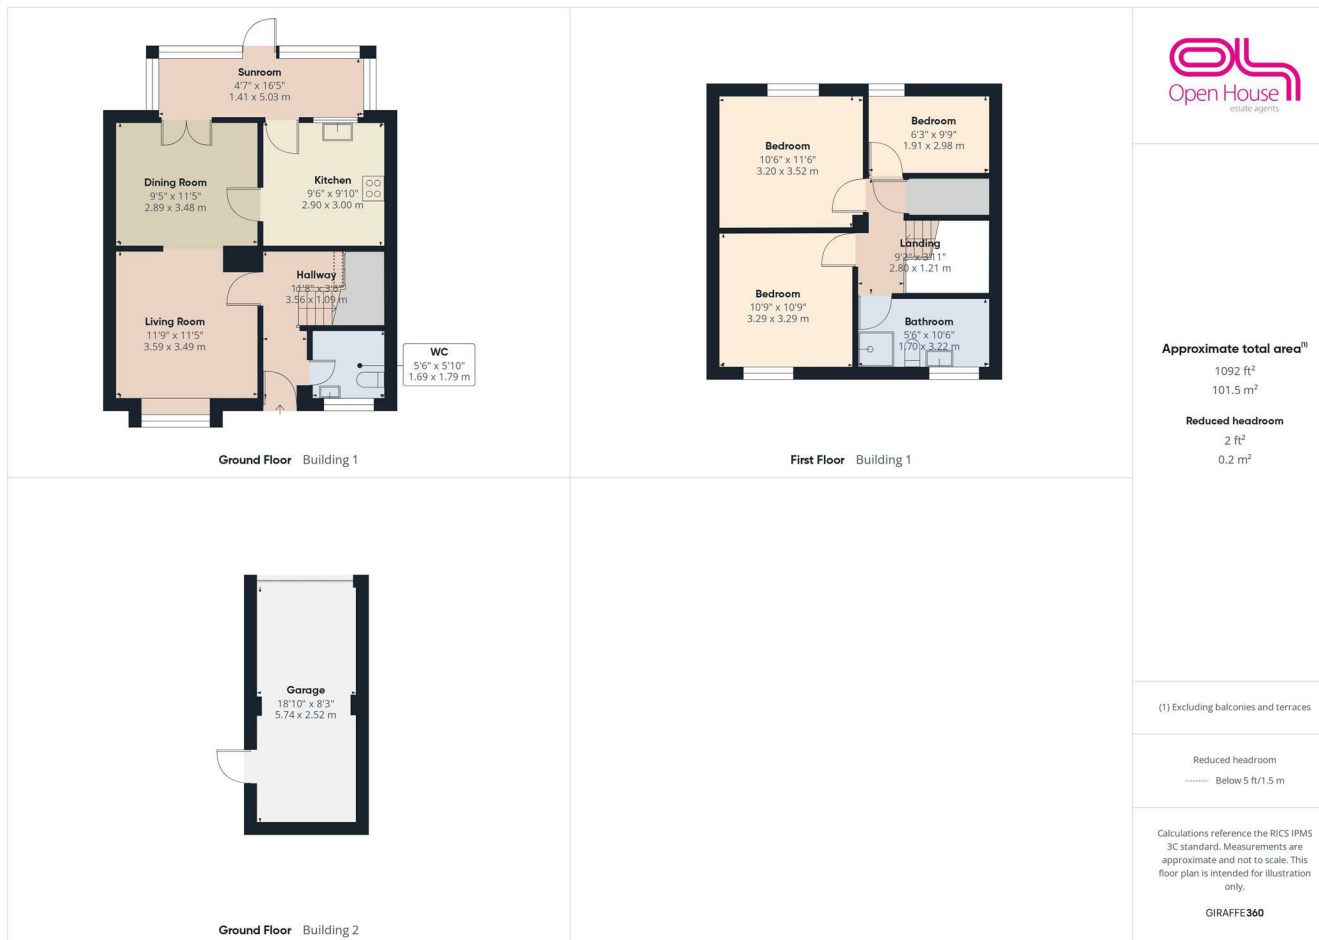 Sunroom
4'7" x 16'5"
1.41 x 5.03 m
Dining Room
9'5" x 11'5"
2.89 x 3.48 m
Kitchen
9'6" x 9'10"
2.90 x 3.00 m
Hallway
11'8" x 3'6"
3.56 x 1.09 m
Living Room
11'9" x 11'5"
3.59 x 3.49 m
WC
5'6" x 5'10"
1.69 x 1.79 m
Ground Floor Building 1
Bedroom
10'6" x 11'6"
3.20 x 3.52 m
Bedroom
6'3" x 9'9"
1.91 x 2.98 m
Landing
9'2" x 3'11"
2.80 x 1.21 m
Bedroom
10'9" x 10'9"
3.29 x 3.29 m
Bathroom
5'6" x 10'6"
1.70 x 3.22 m
First Floor Building 1
Garage
18'10" x 8'3"
5.74 x 2.52 m
Ground Floor Building 2
Open House
estate agents
Approximate total area(1)
1092 ft²
101.5 m²
Reduced headroom
2 ft²
0.2 m²
(1) Excluding balconies and terraces
Reduced headroom
Below 5 ft/1.5 m
Calculations reference the RICS IPMS
3C standard. Measurements are
approximate and not to scale. This
floor plan is intended for illustration
only.
GIRAFFE360